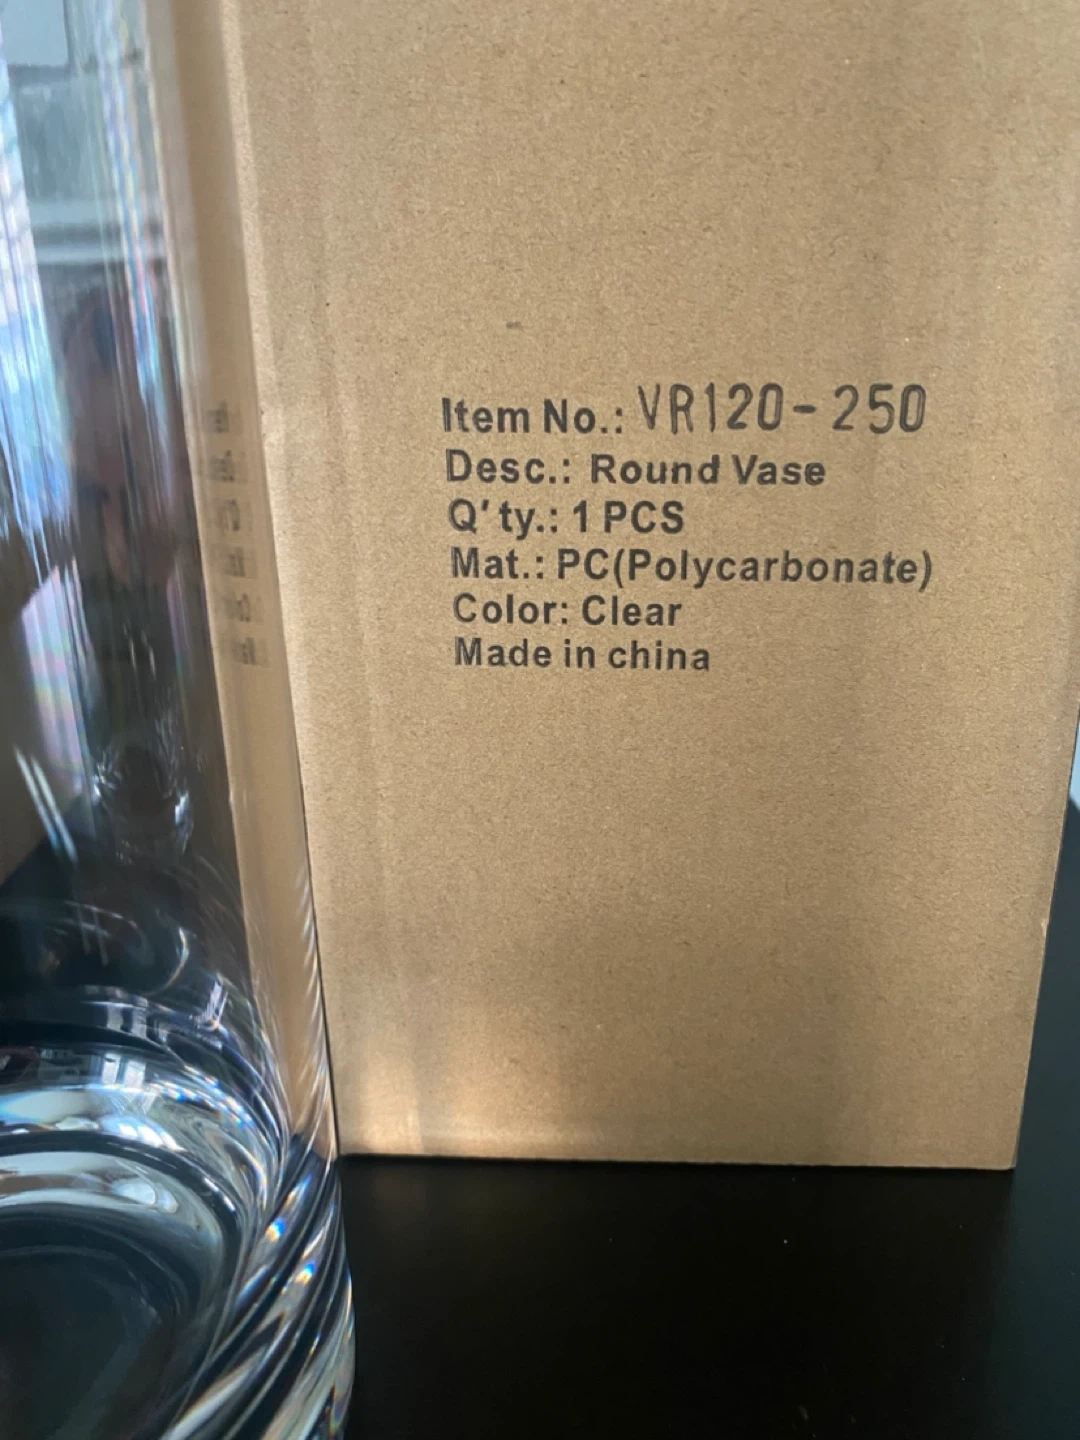 Item No.: VR120-250
Desc.: Round Vase
Q'ty.: 1 PCS
Mat.: PC(Polycarbonate)
Color: Clear
Made in china